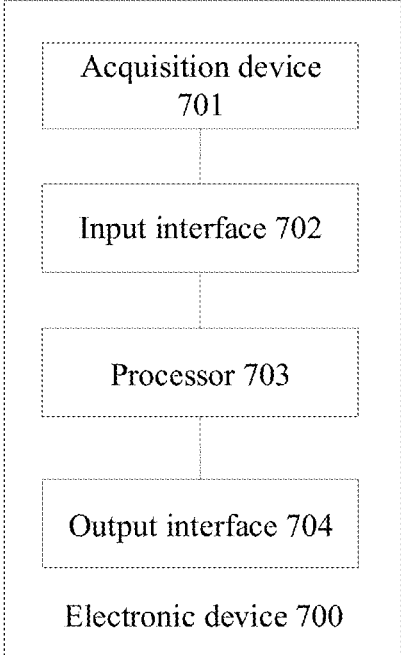 Acquisition device
701
Input interface 702
Processor 703
Output interface 704
Electronic device 700